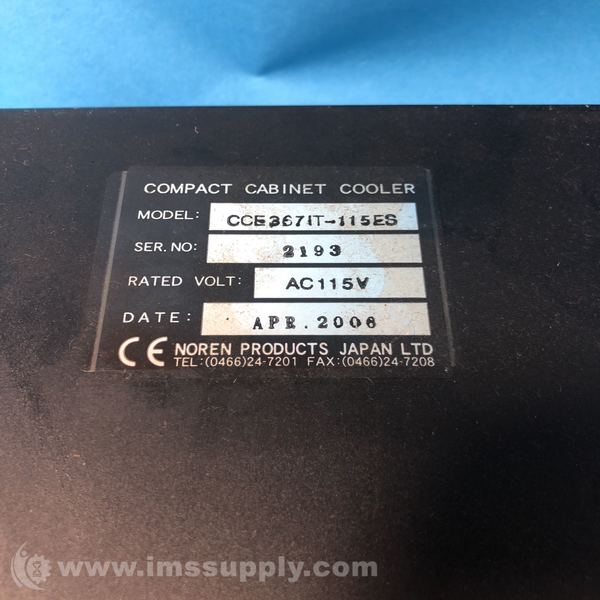 COMPACT CABINET COOLER
MODEL: CCE367IT-115ES
SER.NO: 2193
RATED VOLT: AC115V
DATE: APR.2006
CE NOREN PRODUCTS JAPAN LTD
TEL:(0466)24-7201 FAX:(0466)24-7208
www.imssupply.com